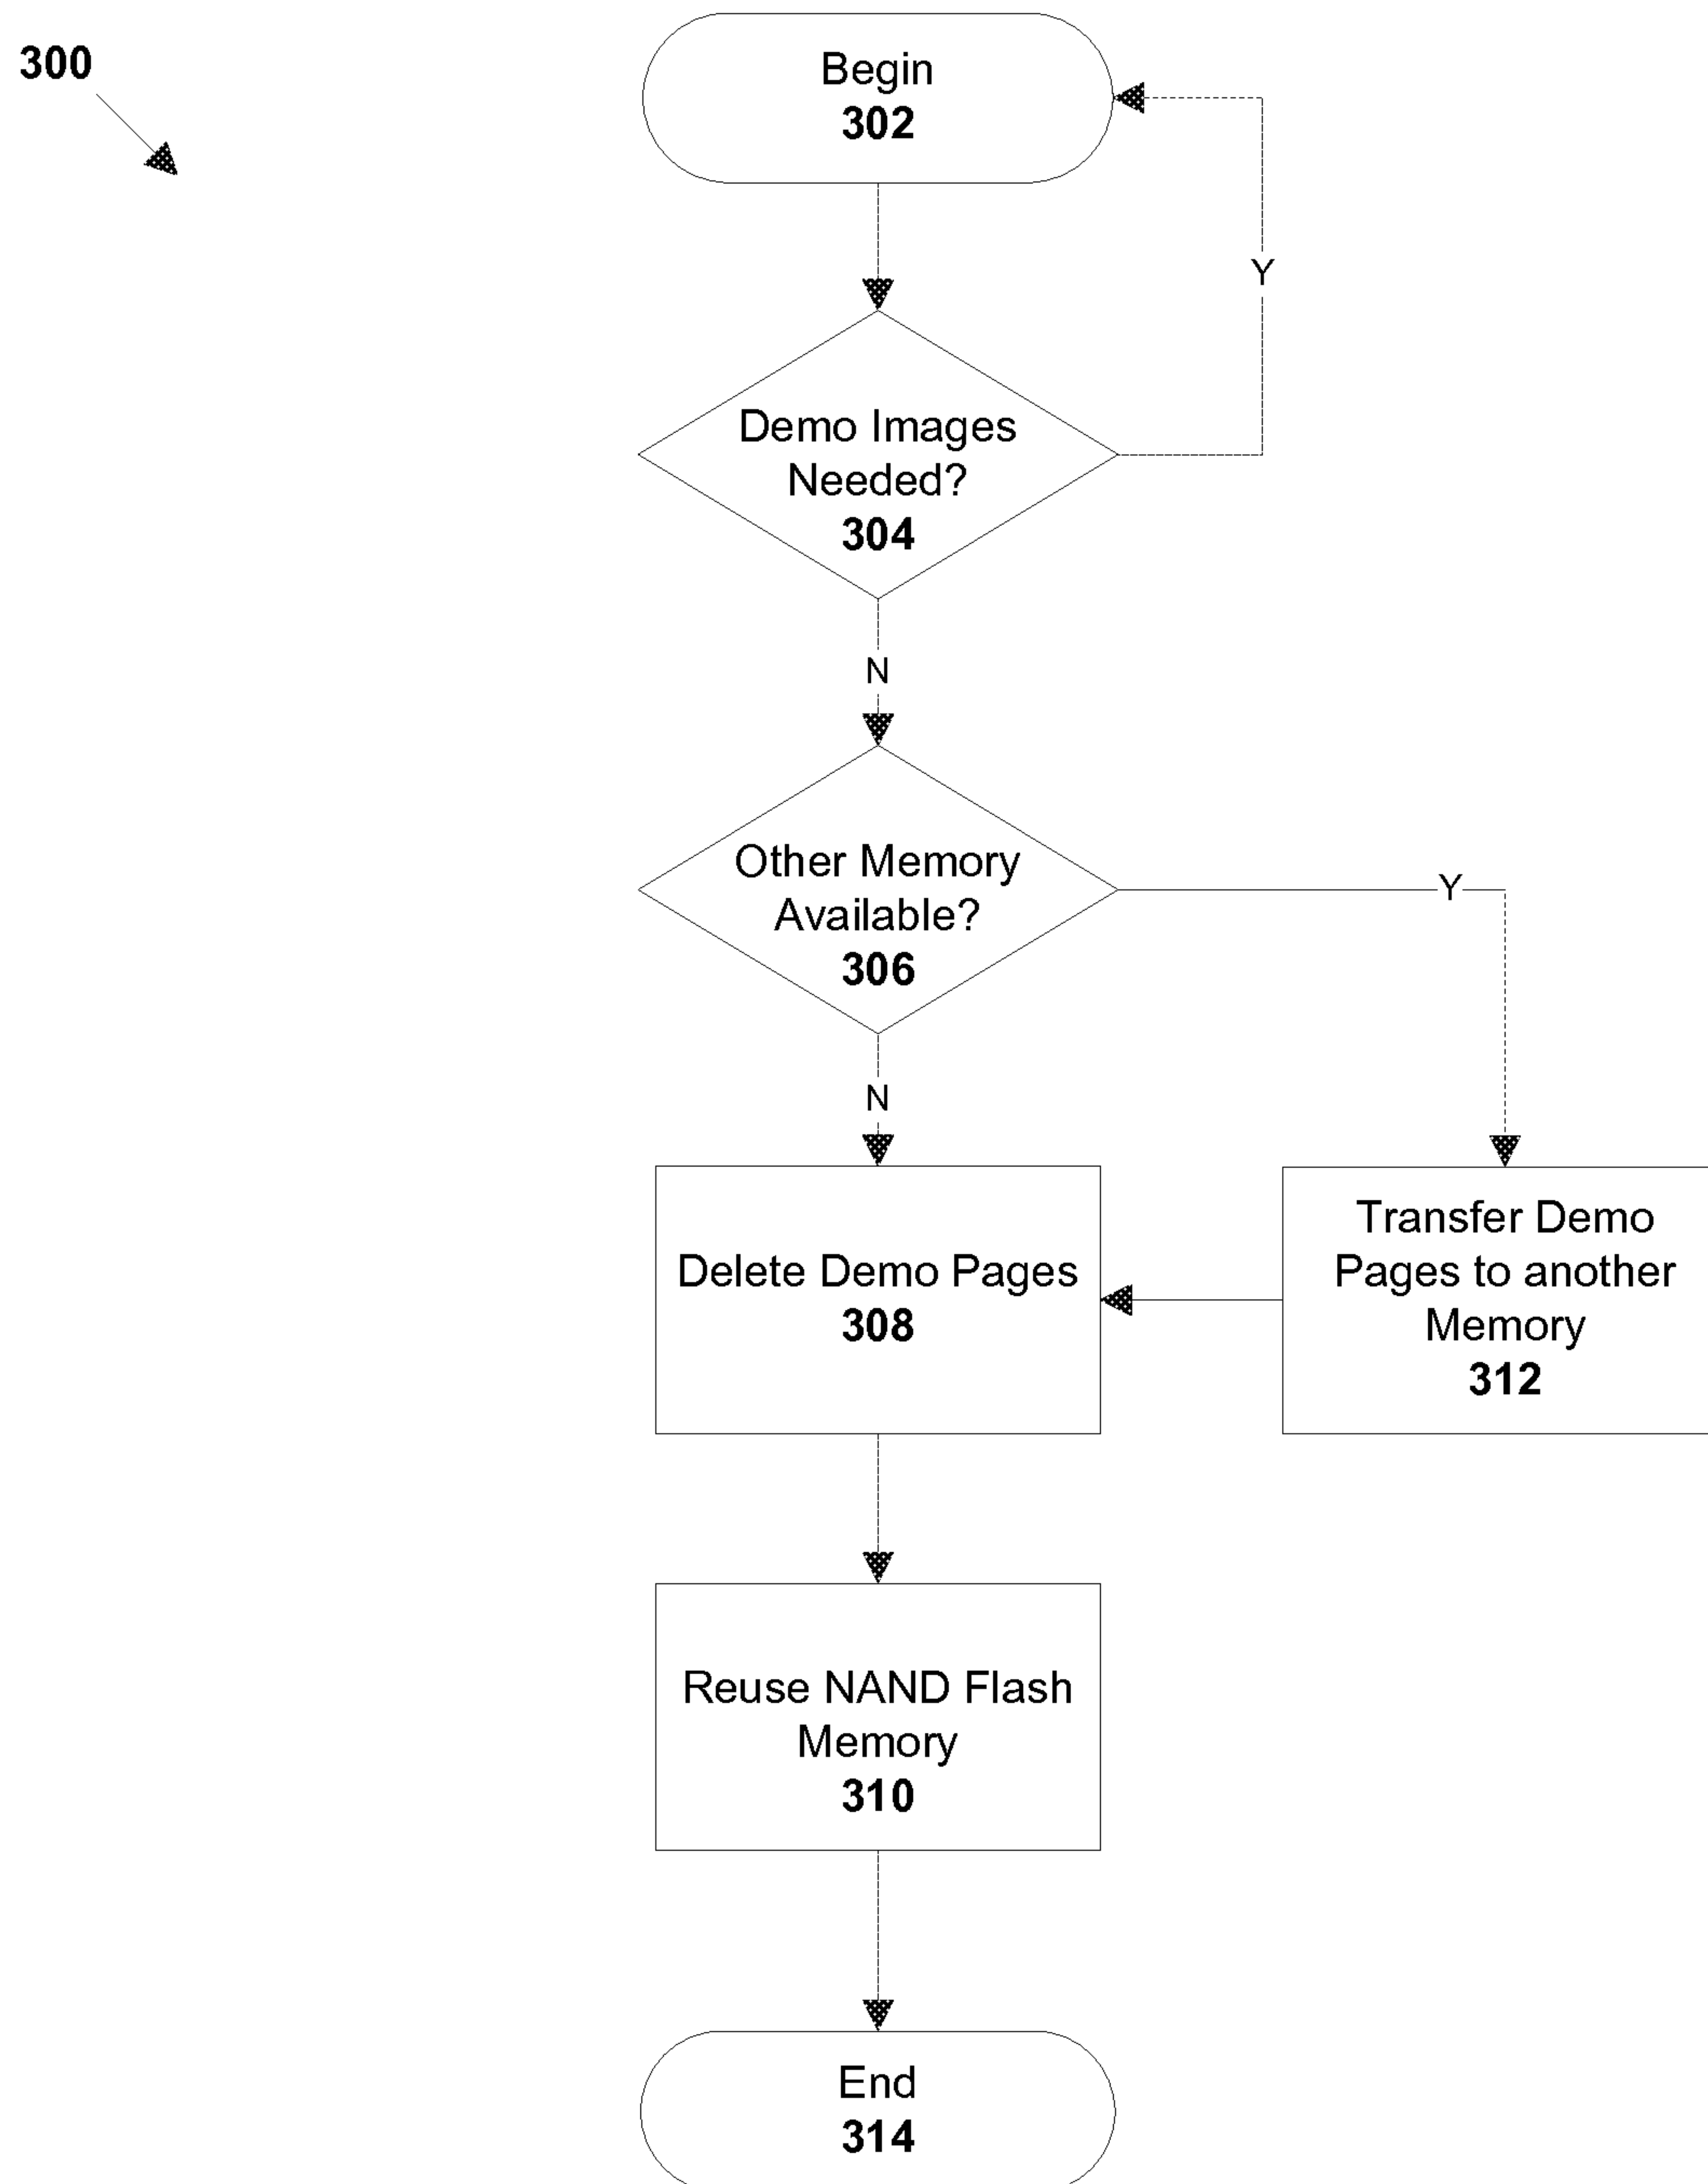 300
Begin
302
Y
Demo Images
Needed?
304
N
Other Memory
Available?
306
Y
N
Delete Demo Pages
308
Transfer Demo
Pages to another
Memory
312
Reuse NAND Flash
Memory
310
End
314